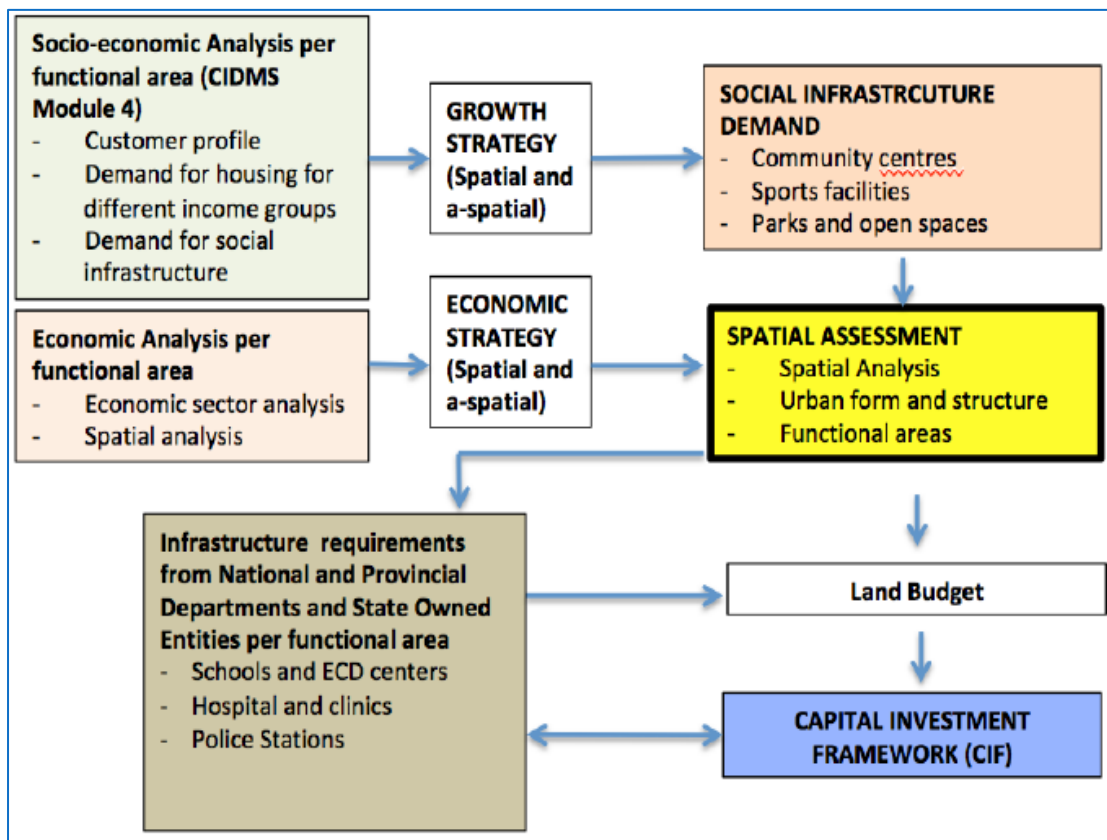 Socio-economic Analysis per
functional area (CIDMS
Module 4)
- Customer profile
- Demand for housing for
different income groups
- Demand for social
infrastructure
GROWTH
STRATEGY
(Spatial and
a-spatial)
SOCIAL INFRASTRCUTURE
DEMAND
- Community centres
- Sports facilities
- Parks and open spaces
Economic Analysis per
functional area
- Economic sector analysis
- Spatial analysis
ECONOMIC
STRATEGY
(Spatial and
a-spatial)
SPATIAL ASSESSMENT
- Spatial Analysis
- Urban form and structure
- Functional areas
Infrastructure requirements
from National and Provincial
Departments and State Owned
Entities per functional area
- Schools and ECD centers
- Hospital and clinics
- Police Stations
Land Budget
CAPITAL INVESTMENT
FRAMEWORK (CIF)